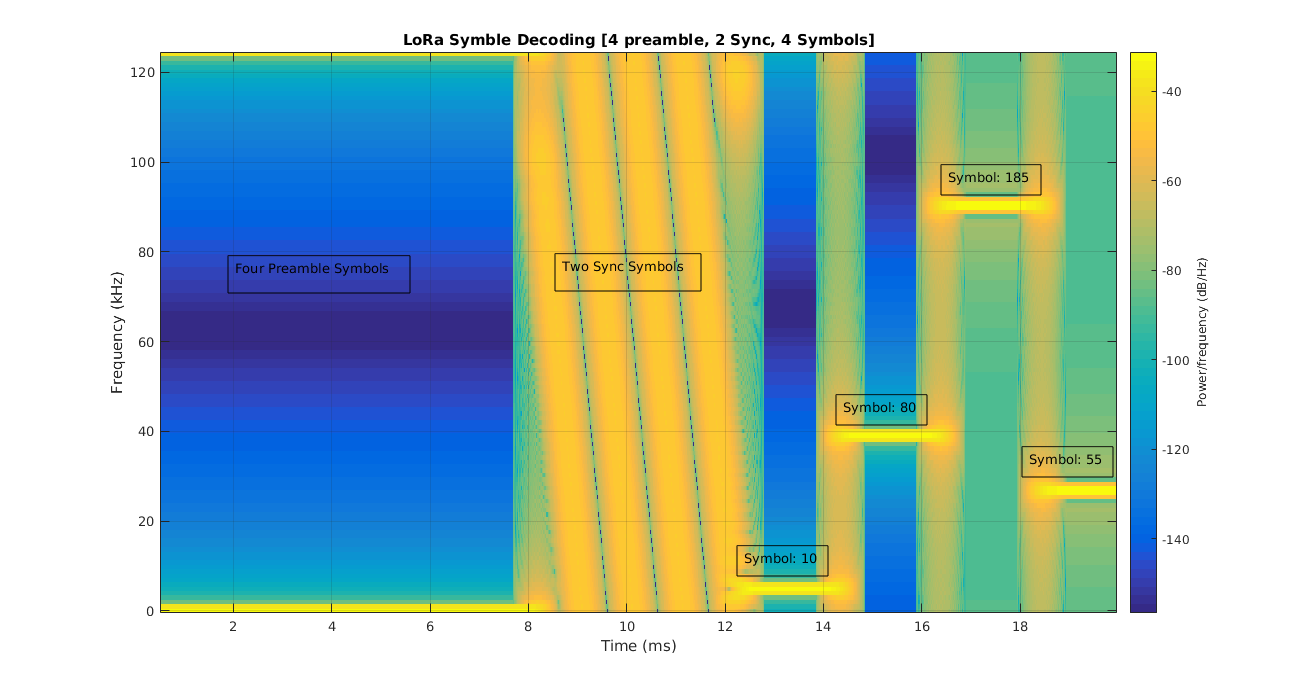 LoRa Symble Decoding [4 preamble, 2 Sync, 4 Symbols]
Frequency (kHz)
120
100
80
60
40
20
0
Four Preamble Symbols
Two Sync Symbols
Symbol: 185
Symbol: 80
Symbol: 55
Symbol: 10
2 4 6 8 10 12 14 16 18
Time (ms)
-40
-60
-80
-100
-120
-140
Power/frequency (dB/Hz)